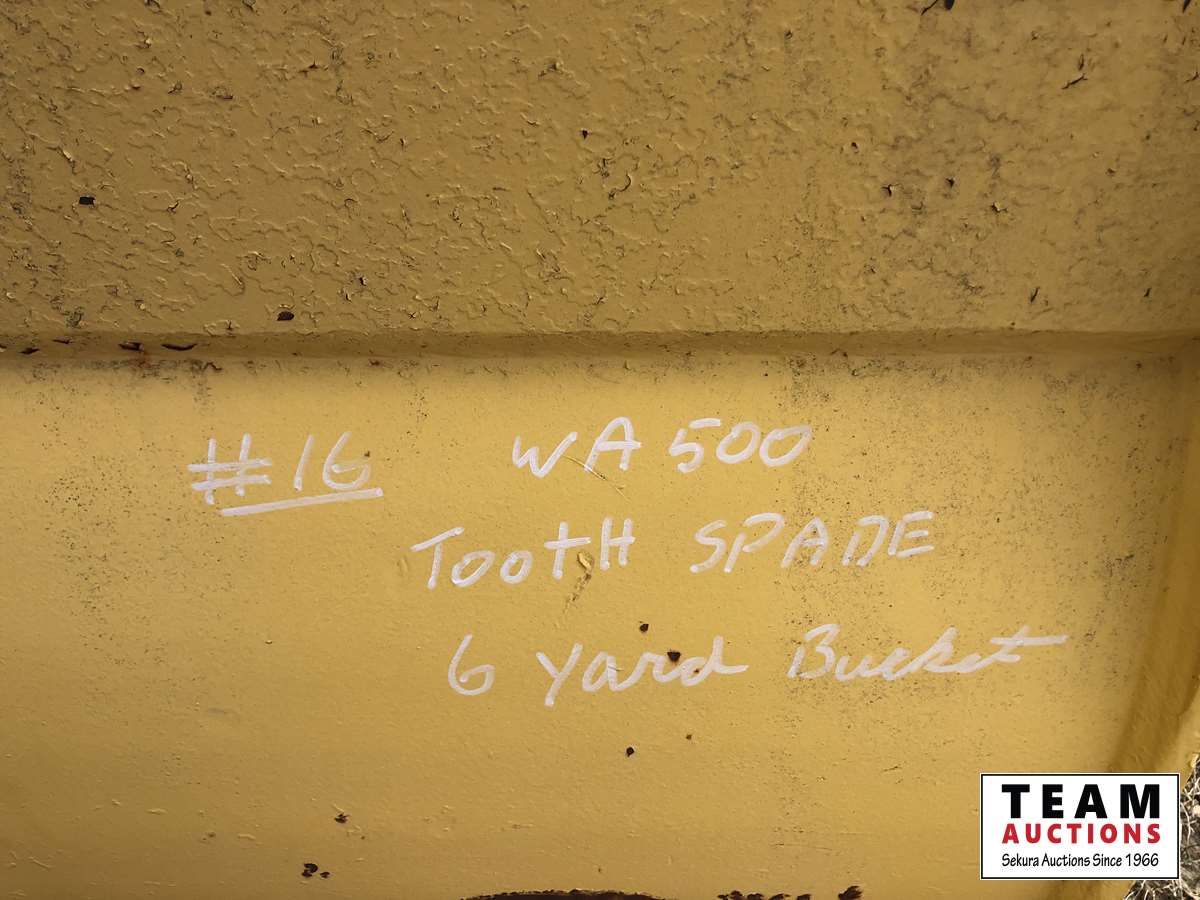 #16 WA 500
TootH SPADE
6 Yard Bucket
TEAM
AUCTIONS
Sekura Auctions Since 1966